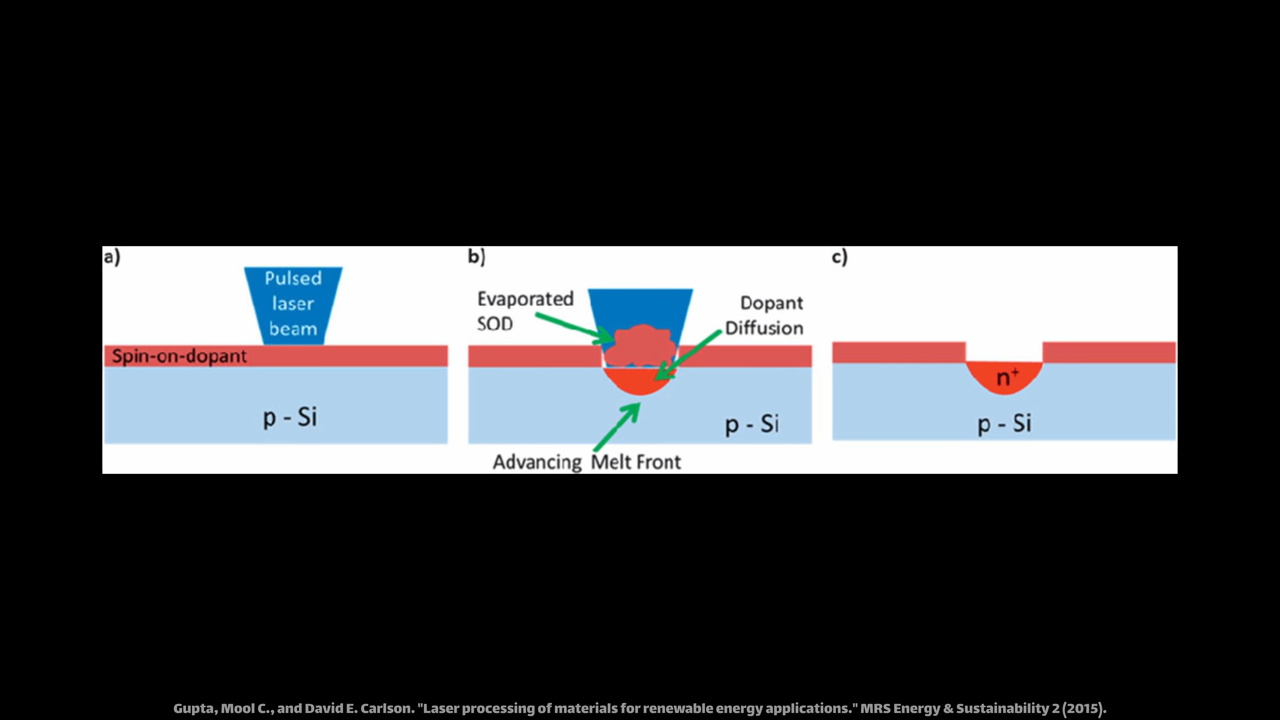 a)
Pulsed
laser
beam
Spin-on-dopant
p - Si
b)
Evaporated
SOD
Dopant
Diffusion
p - Si
Advancing Melt Front
c)
n⁺
p - Si
Gupta, Mool C., and David E. Carlson. "Laser processing of materials for renewable energy applications." MRS Energy & Sustainability 2 (2015).